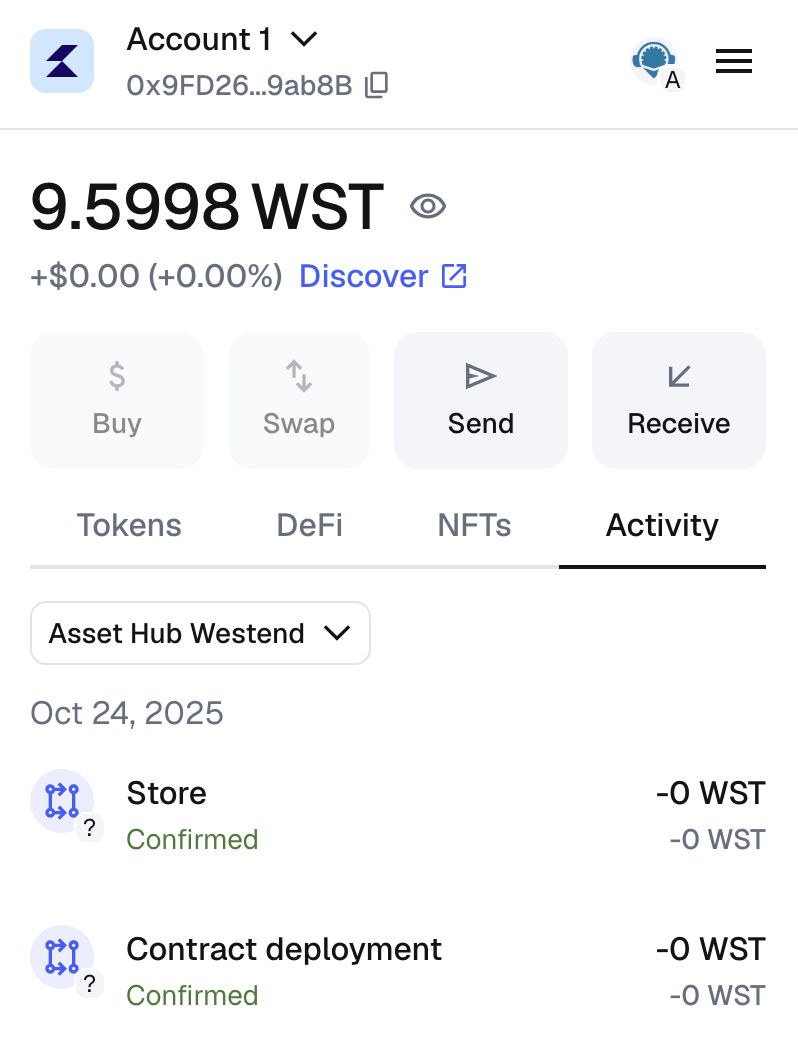 Account 1
0x9FD26...9ab8B
A
9.5998 WST
+$0.00 (+0.00%) Discover
$
Buy
Swap
Send
Receive
Tokens
DeFi
NFTs
Activity
Asset Hub Westend
Oct 24, 2025
Store
-0 WST
?
Confirmed
-0 WST
Contract deployment
-0 WST
?
Confirmed
-0 WST